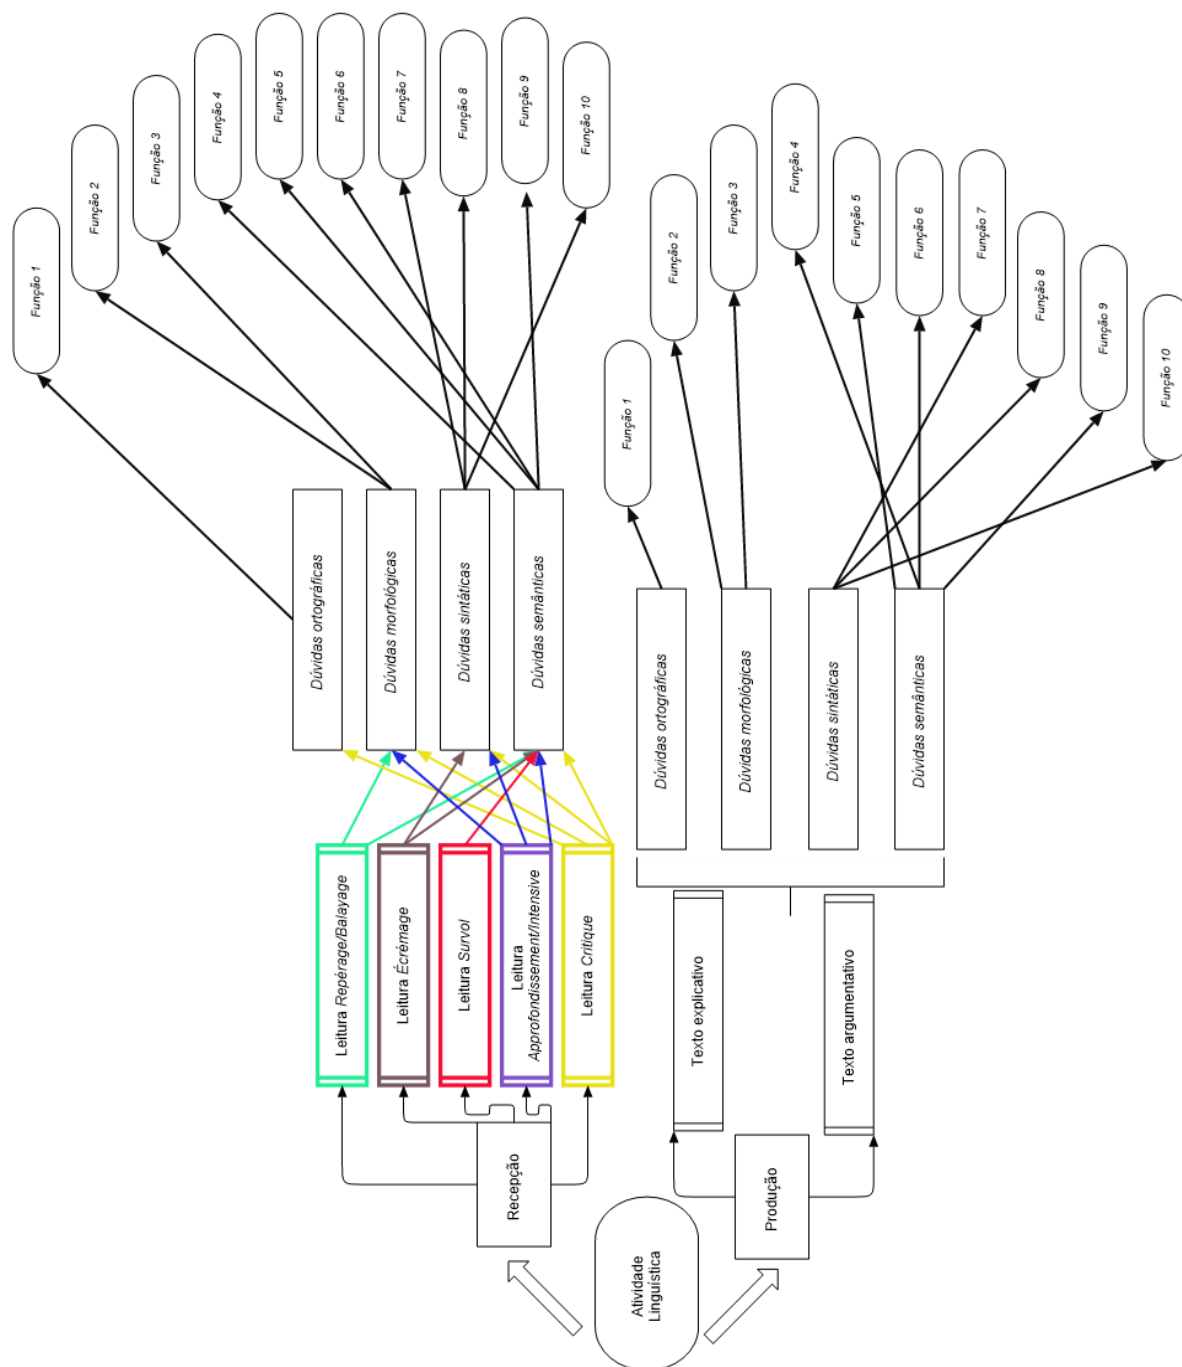 Atividade
Linguística
Recepção
Leitura Repérage/Balayage
Leitura Écrémage
Leitura Survol
Leitura
Approfondissement/Intensive
Leitura Critique
Dúvidas ortográficas
Dúvidas morfológicas
Dúvidas sintáticas
Dúvidas semânticas
Função 1
Função 2
Função 3
Função 4
Função 5
Função 6
Função 7
Função 8
Função 9
Função 10
Produção
Texto explicativo
Texto argumentativo
Dúvidas ortográficas
Dúvidas morfológicas
Dúvidas sintáticas
Dúvidas semânticas
Função 1
Função 2
Função 3
Função 4
Função 5
Função 6
Função 7
Função 8
Função 9
Função 10